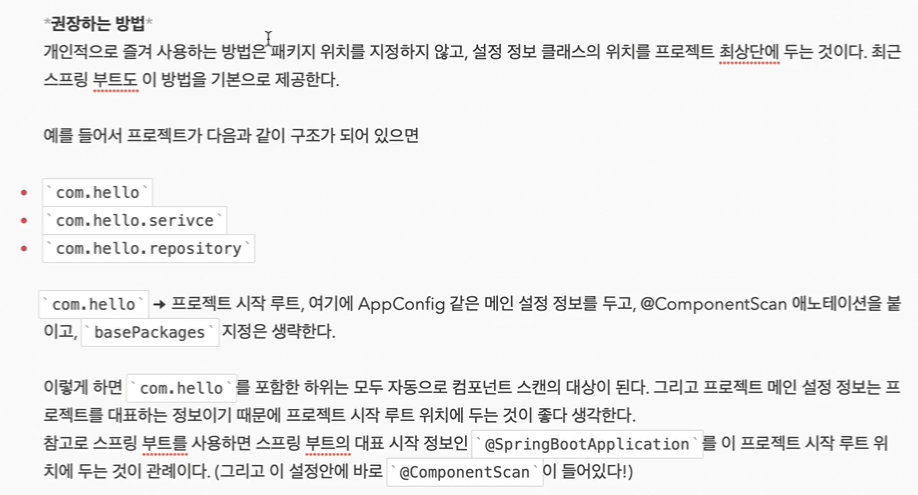 *권장하는 방법*
개인적으로 즐겨 사용하는 방법은 패키지 위치를 지정하지 않고, 설정 정보 클래스의 위치를 프로젝트 최상단에 두는 것이다. 최근
스프링 부트도 이 방법을 기본으로 제공한다.
예를 들어서 프로젝트가 다음과 같이 구조가 되어 있으면
• `com.hello`
• `com.hello.serivce`
• `com.hello.repository`
`com.hello` → 프로젝트 시작 루트, 여기에 AppConfig 같은 메인 설정 정보를 두고, @ComponentScan 애노테이션을 붙
이고, `basePackages` 지정은 생략한다.
이렇게 하면 `com.hello`를 포함한 하위는 모두 자동으로 컴포넌트 스캔의 대상이 된다. 그리고 프로젝트 메인 설정 정보는 프
로젝트를 대표하는 정보이기 때문에 프로젝트 시작 루트 위치에 두는 것이 좋다 생각한다.
참고로 스프링 부트를 사용하면 스프링 부트의 대표 시작 정보인 `@SpringBootApplication`를 이 프로젝트 시작 루트 위
치에 두는 것이 관례이다. (그리고 이 설정안에 바로 `@ComponentScan`이 들어있다!)